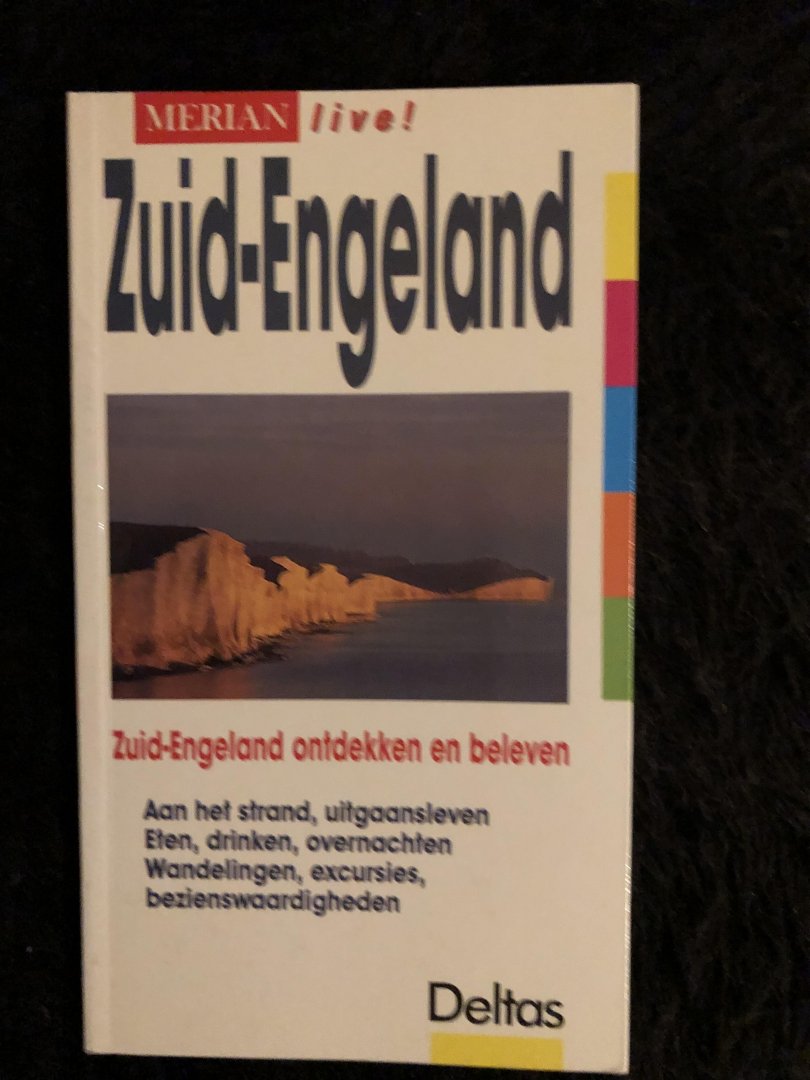 MERIAN live!
Zuid-Engeland
Zuid-Engeland ontdekken en beleven
Aan het strand, uitgaansleven
Eten, drinken, overnachten
Wandelingen, excursies,
bezienswaardigheden
Deltas